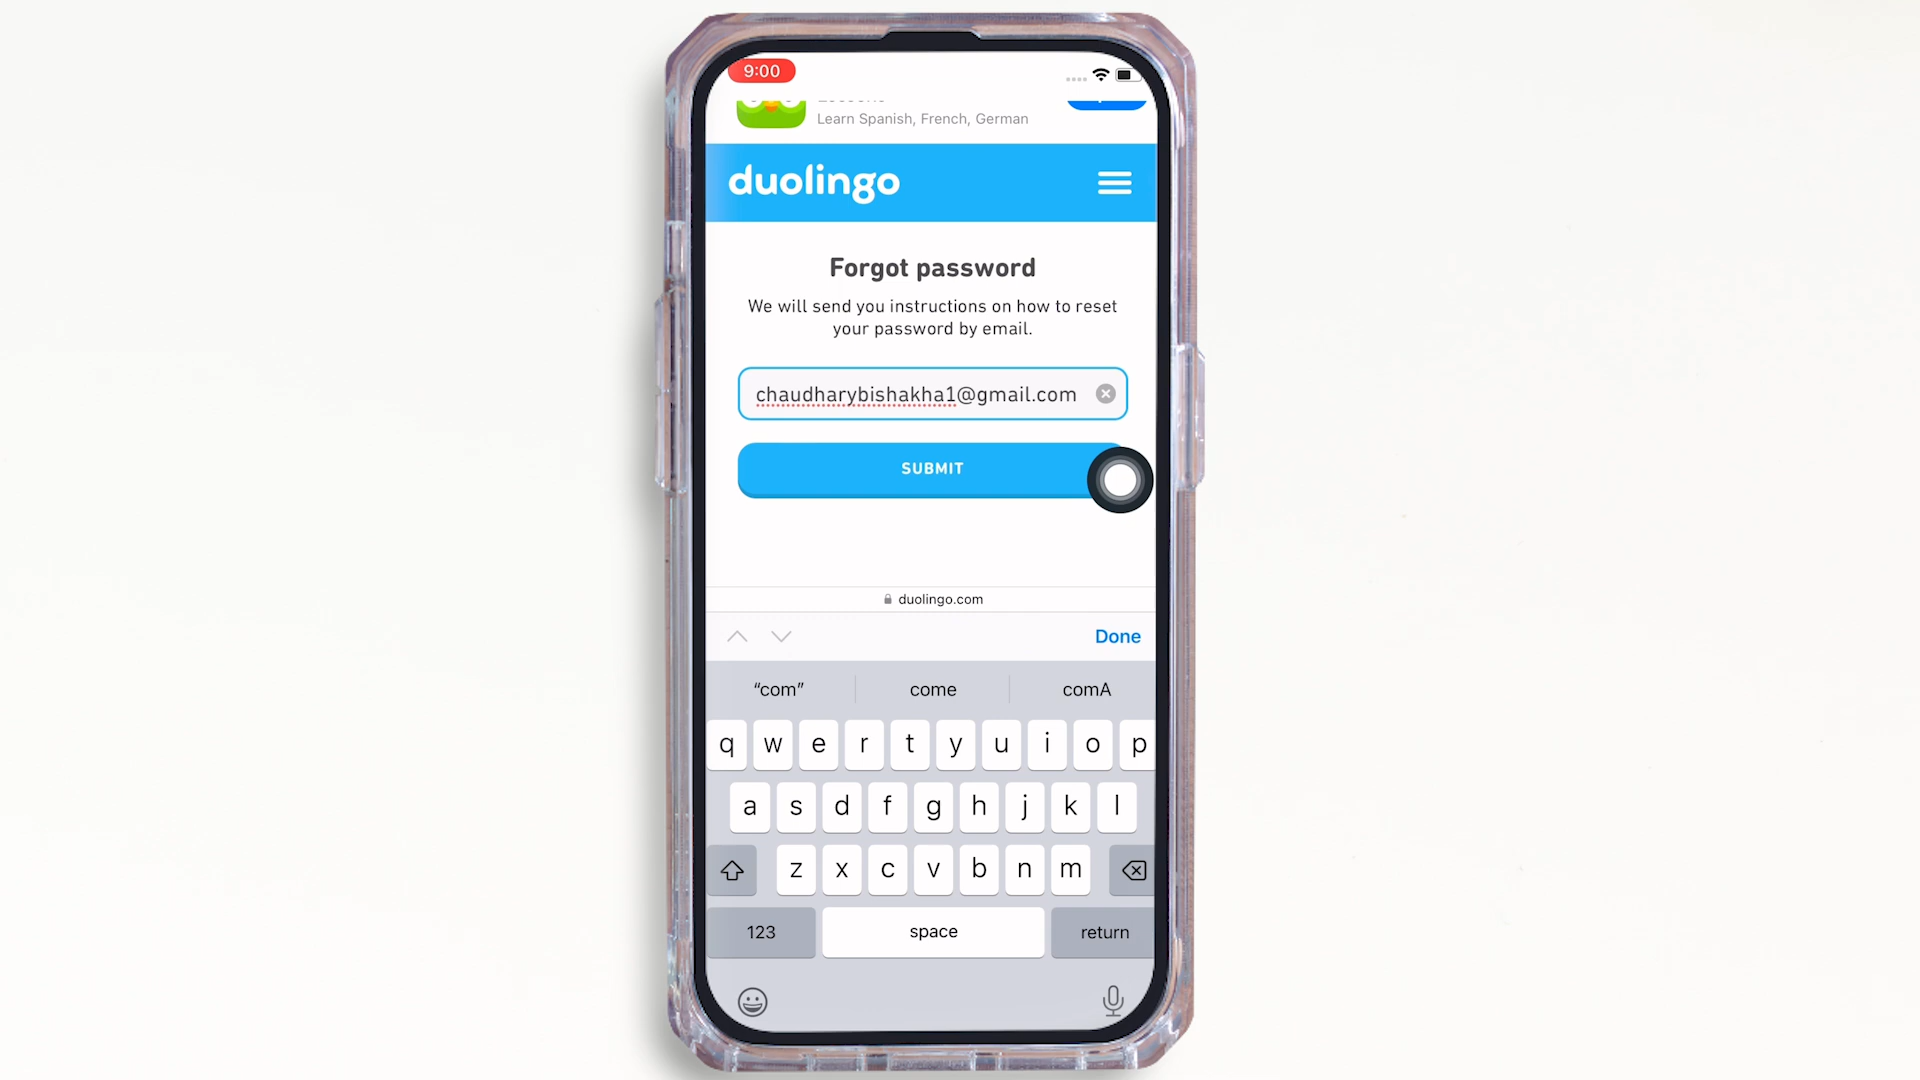 9:00
Learn Spanish, French, German
duolingo
Forgot password
We will send you instructions on how to reset
your password by email.
chaudharybishakha1@gmail.com
SUBMIT
duolingo.com
Done
“com” come comA
q w e r t y u i o p
a s d f g h j k l
z x c v b n m
123 space return